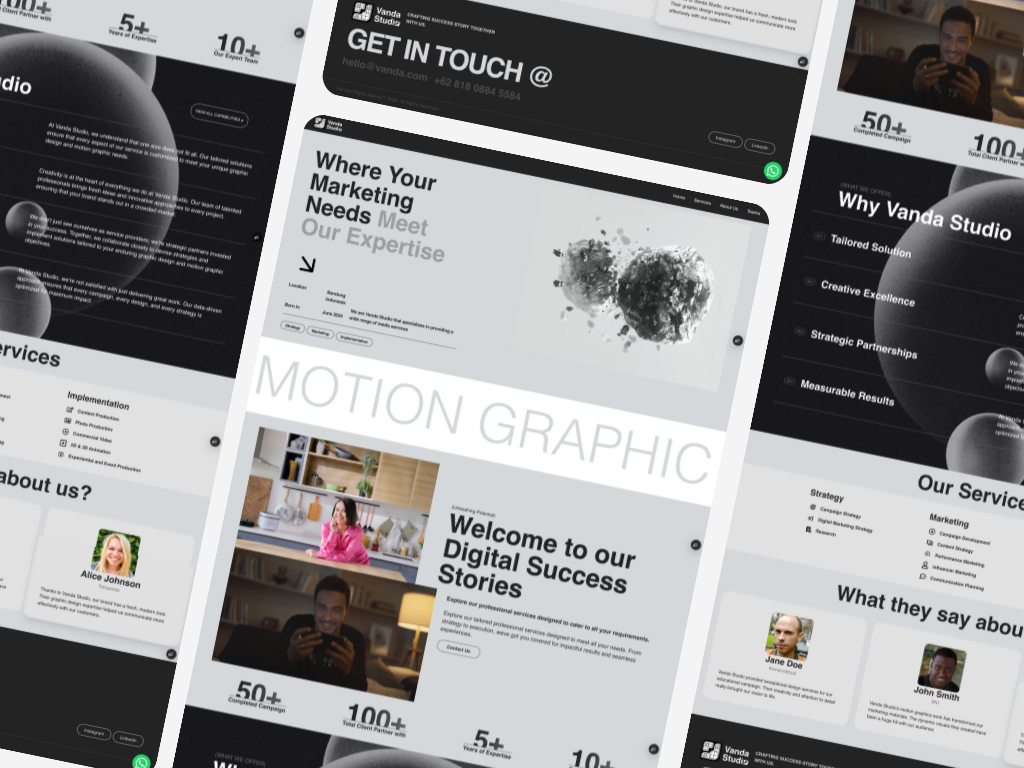 100+
Total Client Partner with
5+
Years of Expertise
10+
Our Expert Team
VIEW ALL CAPABILITIES
At Vanda Studio, we understand that one size does not fit all. Our tailored solutions
ensure that every aspect of our service is customized to meet your unique graphic
design and motion graphic needs.
Creativity is at the heart of everything we do at Vanda Studio. Our team of talented
professionals brings fresh ideas and innovative approaches to every project,
ensuring that your brand stands out in a crowded market.
We don't just see ourselves as service providers; we're strategic partners invested
in your success. Together, we collaborate closely to devise strategies and
implement solutions tailored to your enduring graphic design and motion graphic
objectives.
At Vanda Studio, we're not satisfied with just delivering great work. Our data-driven
approach ensures that every campaign, every design, and every strategy is
optimized for maximum impact.
Implementation
Content Production
Photo Production
Commercial Video
2D & 3D Animation
Experiential and Event Production
about us?
Alice Johnson
Thanks to Vanda Studio, our brand has a fresh, modern look.
Their graphic design expertise helped us communicate more
effectively with our customers.
Instagram
LinkedIn
Vanda
Studio
CRAFTING SUCCESS STORY TOGETHER
WITH US.
GET IN TOUCH @
hello@vanda.com +62 818 0884 5584
Instagram
LinkedIn
Vanda
Studio
Home
Services
About Us
Teams
Where Your
Marketing
Needs Meet
Our Expertise
Location
Bandung
Indonesia
Born in
June 2024
We are Vanda Studio that specializes in providing a
wide range of media services
Strategy
Marketing
Implementation
MOTION GRAPHIC
Welcome to our
Digital Success
Stories
Explore our professional services designed to cater to all your requirements.
Explore our tailored professional services designed to meet all your needs. From
strategy to execution, we've got you covered for impactful results and seamless
experiences.
Contact Us
50+
Completed Campaign
100+
Total Client Partner with
5+
Years of Expertise
10+
(WHAT WE OFFER)
50+
Completed Campaign
100+
Total Client Partner with
(WHAT WE OFFER)
Why Vanda Studio
Tailored Solution
Creative Excellence
Strategic Partnerships
Measurable Results
Our Service
Strategy
Campaign Strategy
Digital Marketing Strategy
Research
Marketing
Campaign Development
Content Strategy
Performance Marketing
Influencer Marketing
Communication Planning
What they say abou
Jane Doe
Vanda Studio provided exceptional design services for our
educational campaign. Their creativity and attention to detail
really brought our vision to life.
John Smith
Vanda Studio's motion graphics work has transformed our
marketing materials. The dynamic visuals they created have
been a huge hit with our audience.
Vanda
Studio
CRAFTING SUCCESS STORY TOGETHER
WITH US.